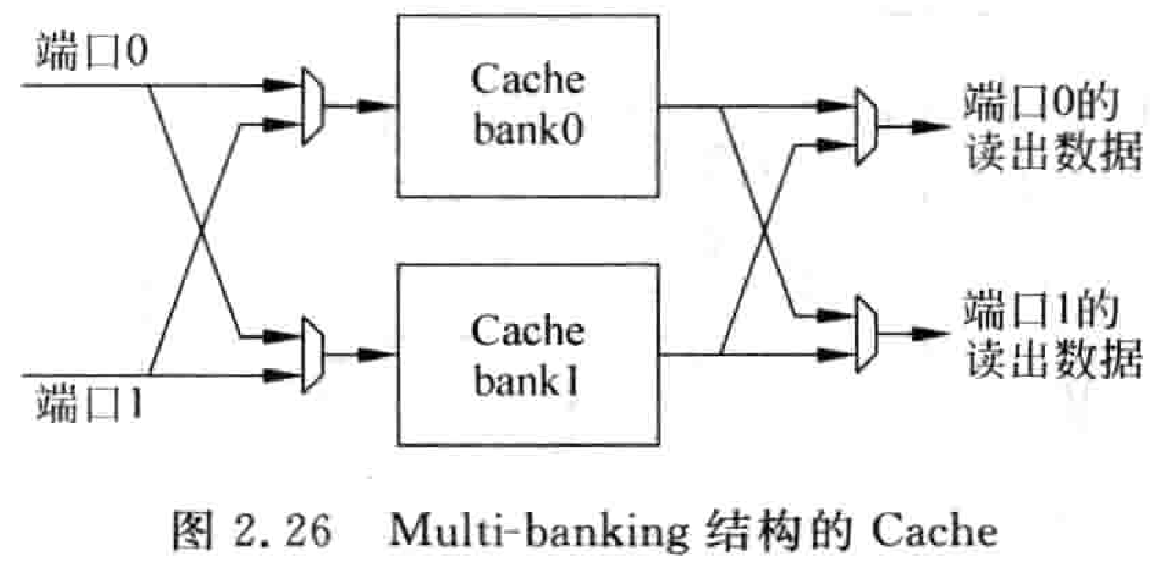 端口0
Cache
bank0
端口0的
读出数据
端口1
Cache
bank1
端口1的
读出数据
图 2.26 Multi-banking 结构的 Cache